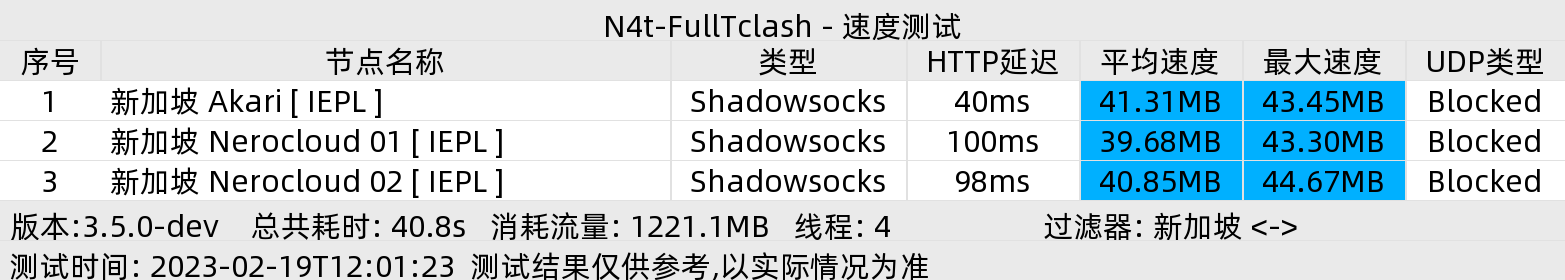 N4t-FullTclash - 速度测试
序号 节点名称 类型 HTTP延迟 平均速度 最大速度 UDP类型
1 新加坡 Akari [ IEPL ] Shadowsocks 40ms 41.31MB 43.45MB Blocked
2 新加坡 Nerocloud 01 [ IEPL ] Shadowsocks 100ms 39.68MB 43.30MB Blocked
3 新加坡 Nerocloud 02 [ IEPL ] Shadowsocks 98ms 40.85MB 44.67MB Blocked
版本:3.5.0-dev 总共耗时: 40.8s 消耗流量: 1221.1MB 线程: 4 过滤器: 新加坡 <->
测试时间: 2023-02-19T12:01:23 测试结果仅供参考,以实际情况为准